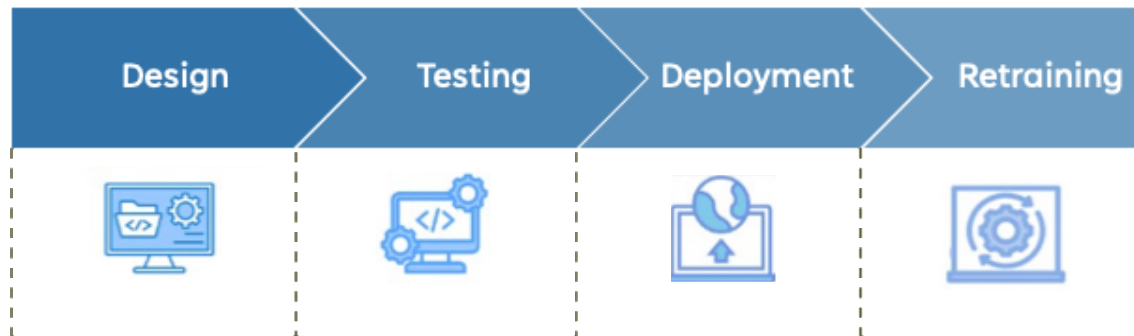 Design
Testing
Deployment
Retraining
</>
</>